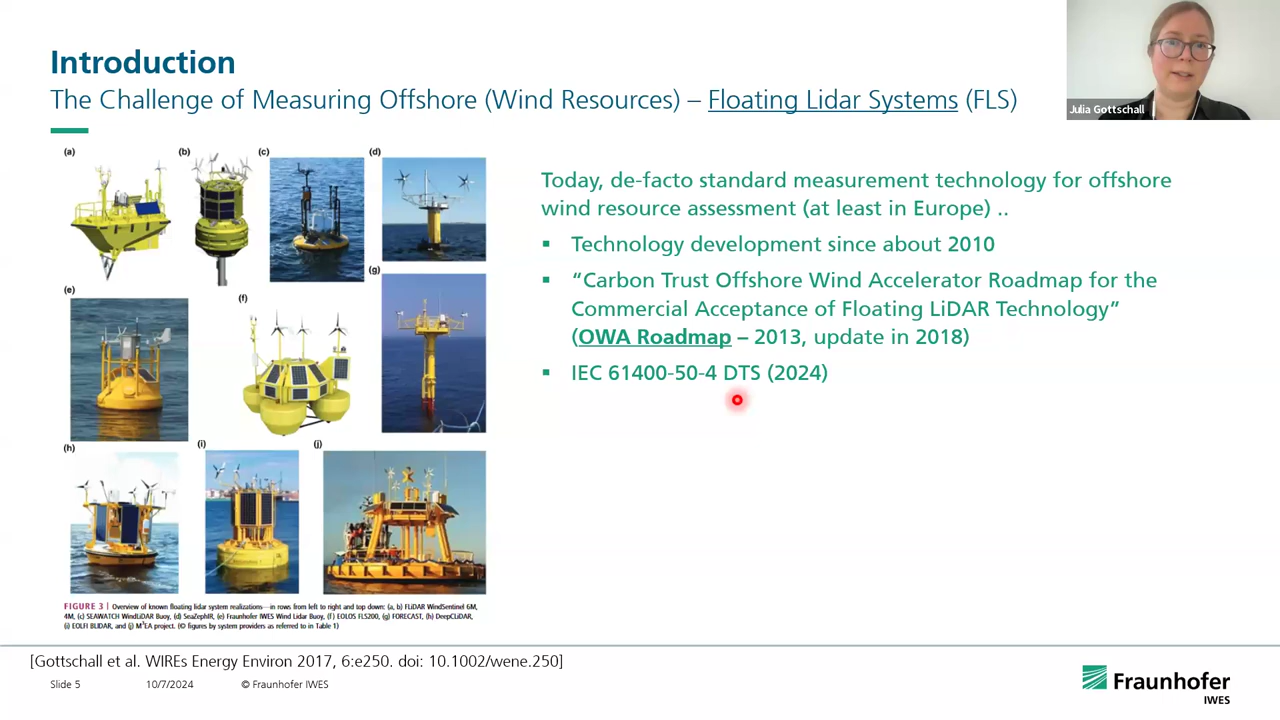 Introduction
The Challenge of Measuring Offshore (Wind Resources) – Floating Lidar Systems (FLS)
Julia Gottschall
(a)
(b)
(c)
(d)
(e)
(f)
(g)
(h)
(i)
(j)
FIGURE 3 | Overview of known floating lidar system realizations—in rows from left to right and top down: (a, b) FLiDAR WindSentinel 6M,
4M, (c) SEAWATCH WindLiDAR Buoy, (d) SeaZephIR, (e) Fraunhofer IWES Wind Lidar Buoy, (f) EOLOS FLS200, (g) FORECAST, (h) DeepCLiDAR,
(i) EOLFI BLIDAR, and (j) M³EA project. (© figures by system providers as referred to in Table 1)
Today, de-facto standard measurement technology for offshore
wind resource assessment (at least in Europe) ..
▪ Technology development since about 2010
▪ “Carbon Trust Offshore Wind Accelerator Roadmap for the
Commercial Acceptance of Floating LiDAR Technology”
(OWA Roadmap – 2013, update in 2018)
▪ IEC 61400-50-4 DTS (2024)
[Gottschall et al. WIREs Energy Environ 2017, 6:e250. doi: 10.1002/wene.250]
Slide 5
10/7/2024
© Fraunhofer IWES
Fraunhofer
IWES